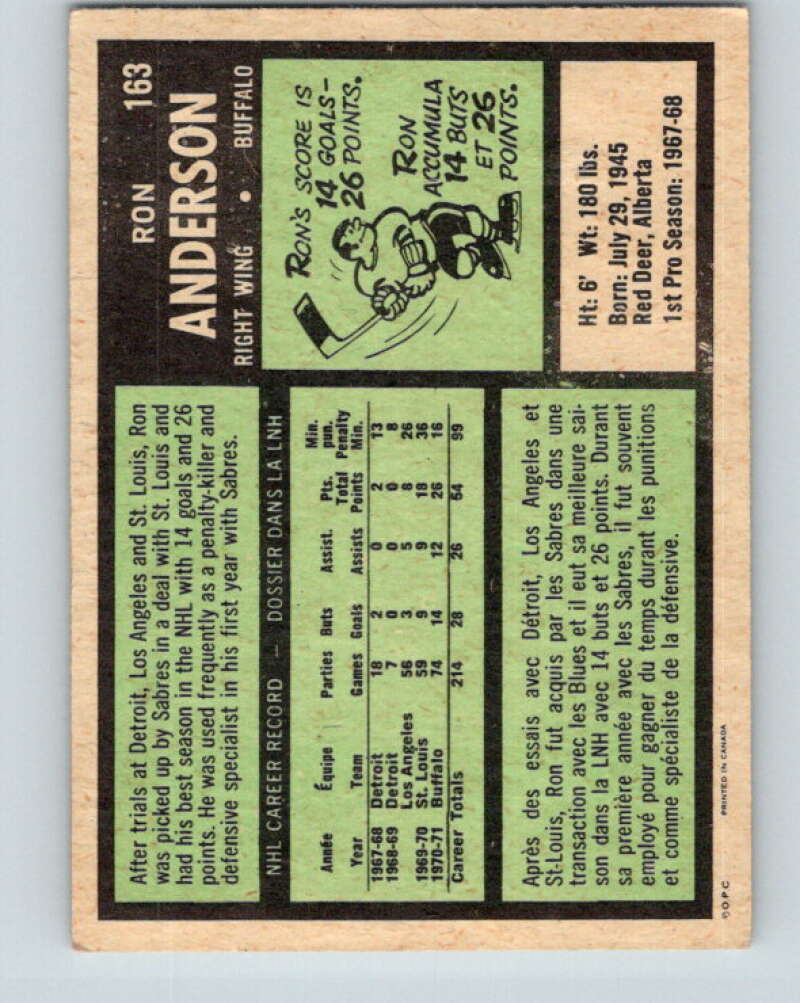 After trials at Detroit, Los Angeles and St. Louis, Ron
was picked up by Sabres in a deal with St. Louis and
had his best season in the NHL with 14 goals and 26
points. He was used frequently as a penalty-killer and
defensive specialist in his first year with Sabres.
RON 163
ANDERSON
RIGHT WING • BUFFALO
NHL CAREER RECORD — DOSSIER DANS LA LNH
Année Équipe Parties Buts Assist. Pts. Min. pun.
Year Team Games Goals Assists Total Points Penalty Min.
1967-68 Detroit 18 2 0 2 13
1968-69 Detroit 7 0 0 0 8
Los Angeles 56 3 5 8 26
1969-70 St. Louis 59 9 9 18 36
1970-71 Buffalo 74 14 12 26 16
Career Totals 214 28 26 54 99
RON'S SCORE IS
14 GOALS-
26 POINTS.
RON
ACCUMULA
14 BUTS
ET 26
POINTS.
Après des essais avec Détroit, Los Angeles et
St-Louis, Ron fut acquis par les Sabres dans une
transaction avec les Blues et il eut sa meilleure sai-
son dans la LNH avec 14 buts et 26 points. Durant
sa première année avec les Sabres, il fut souvent
employé pour gagner du temps durant les punitions
et comme spécialiste de la défensive.
Ht: 6' Wt: 180 lbs.
Born: July 29, 1945
Red Deer, Alberta
1st Pro Season: 1967-68
©O.P.C. PRINTED IN CANADA